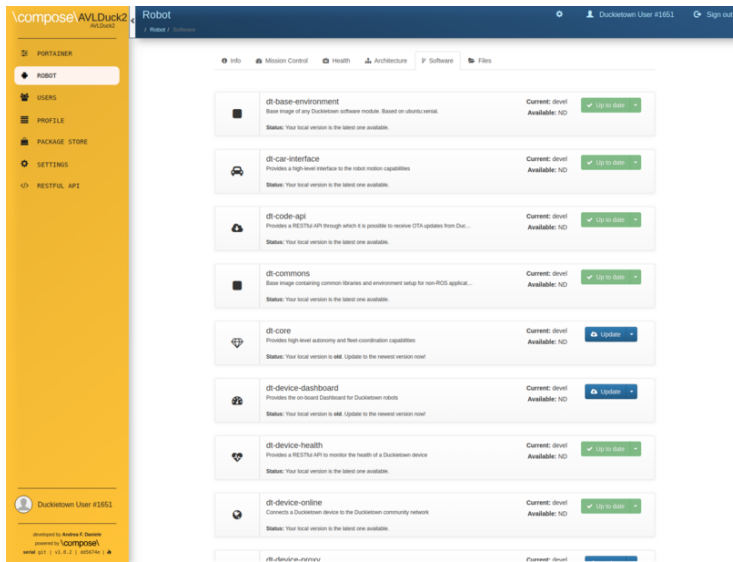 \compose\ AVLDuck2
AVLDuck2
Robot
/ Robot / Software
Duckietown User #1651
Sign out
PORTAINER
ROBOT
USERS
PROFILE
PACKAGE STORE
SETTINGS
RESTFUL API
Info
Mission Control
Health
Architecture
Software
Files
dt-base-environment
Base image of any Duckietown software module. Based on ubuntu:xenial.
Status: Your local version is the latest one available.
Current: devel
Available: ND
Up to date
dt-car-interface
Provides a high-level interface to the robot motion capabilities
Status: Your local version is the latest one available.
Current: devel
Available: ND
Up to date
dt-code-api
Provides a RESTful API through which it is possible to receive OTA updates from Duc...
Status: Your local version is the latest one available.
Current: devel
Available: ND
Up to date
dt-commons
Base image containing common libraries and environment setup for non-ROS applicat...
Status: Your local version is the latest one available.
Current: devel
Available: ND
Up to date
dt-core
Provides high-level autonomy and fleet-coordination capabilities
Status: Your local version is old. Update to the newest version now!
Current: devel
Available: ND
Update
dt-device-dashboard
Provides the on-board Dashboard for Duckietown robots
Status: Your local version is old. Update to the newest version now!
Current: devel
Available: ND
Update
dt-device-health
Provides a RESTful API to monitor the health of a Duckietown device
Status: Your local version is the latest one available.
Current: devel
Available: ND
Up to date
dt-device-online
Connects a Duckietown device to the Duckietown community network
Status: Your local version is the latest one available.
Current: devel
Available: ND
Up to date
dt-device-proxy
Current: devel
Duckietown User #1651
developed by Andrea F. Daniele
powered by \compose\
serial git | v1.0.2 | dd5674e |